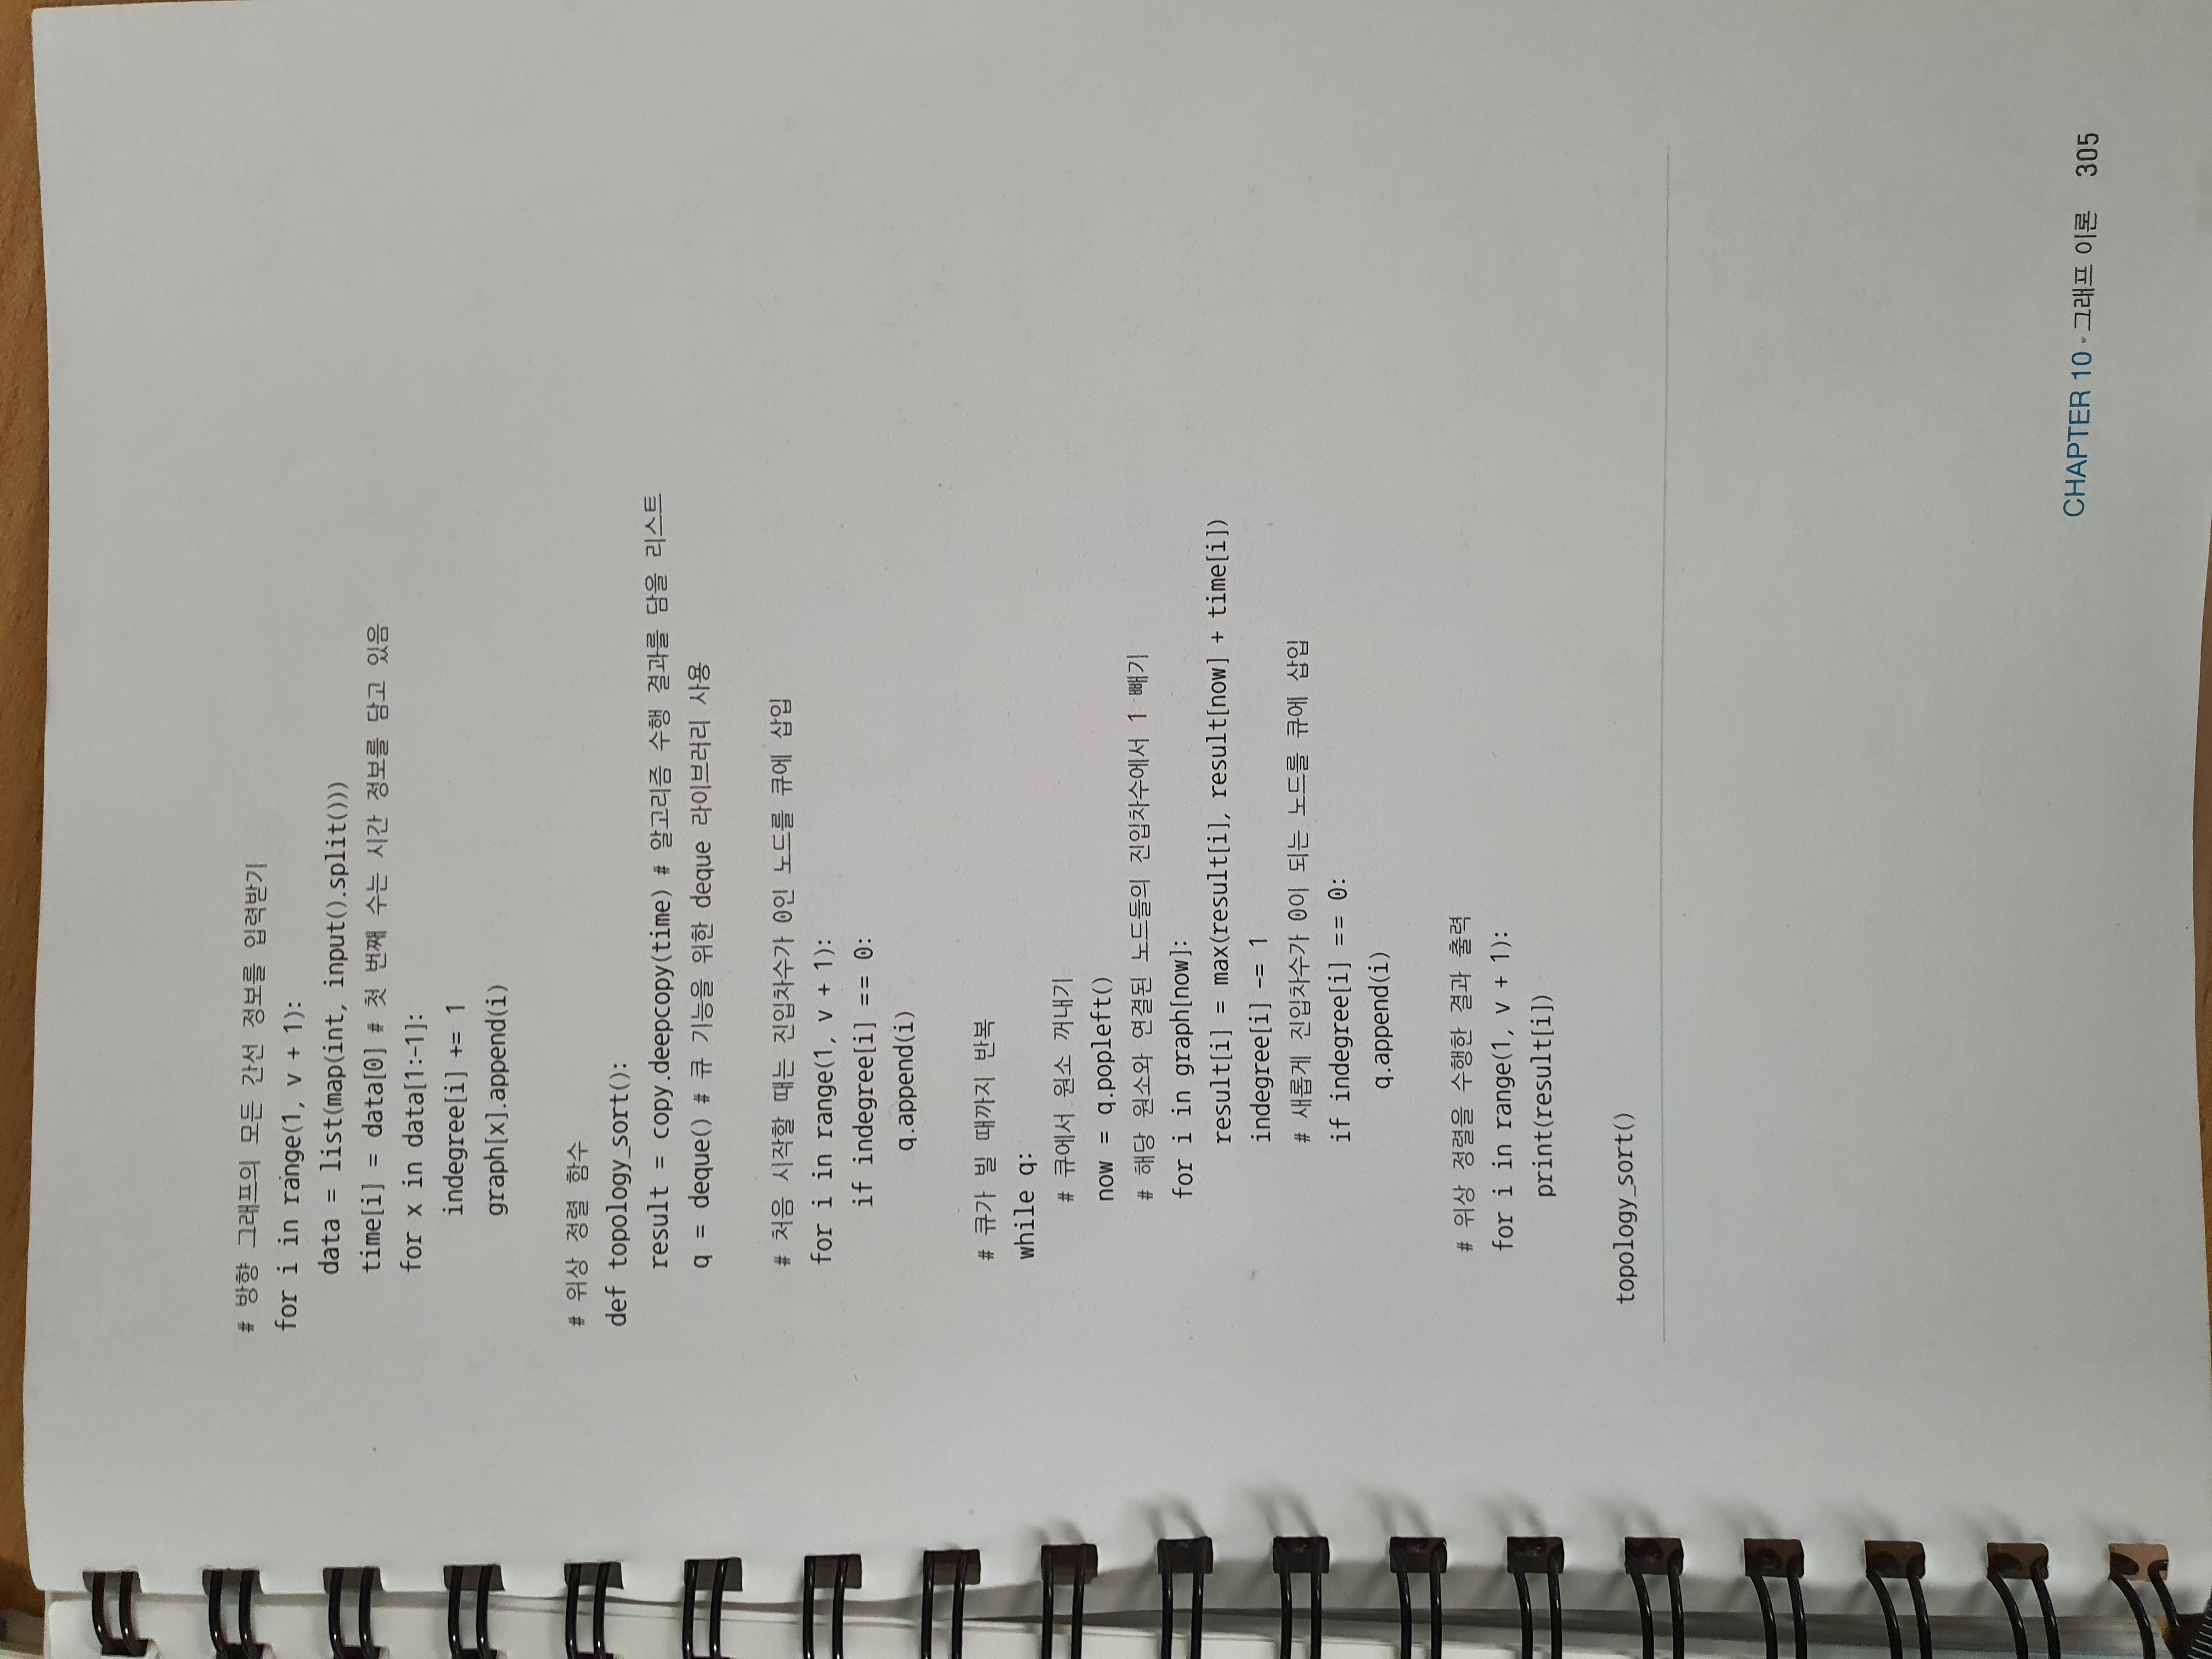 # 방향 그래프의 모든 간선 정보를 입력받기
for i in range(1, v + 1):
    data = list(map(int, input().split()))
    time[i] = data[0] # 첫 번째 수는 시간 정보를 담고 있음
    for x in data[1:-1]:
        indegree[i] += 1
        graph[x].append(i)

# 위상 정렬 함수
def topology_sort():
    result = copy.deepcopy(time) # 알고리즘 수행 결과를 담을 리스트
    q = deque() # 큐 기능을 위한 deque 라이브러리 사용

    # 처음 시작할 때는 진입차수가 0인 노드를 큐에 삽입
    for i in range(1, v + 1):
        if indegree[i] == 0:
            q.append(i)

    # 큐가 빌 때까지 반복
    while q:
        # 큐에서 원소 꺼내기
        now = q.popleft()
        # 해당 원소와 연결된 노드들의 진입차수에서 1 빼기
        for i in graph[now]:
            result[i] = max(result[i], result[now] + time[i])
            indegree[i] -= 1
            # 새롭게 진입차수가 0이 되는 노드를 큐에 삽입
            if indegree[i] == 0:
                q.append(i)

    # 위상 정렬을 수행한 결과 출력
    for i in range(1, v + 1):
        print(result[i])

topology_sort()
CHAPTER 10 · 그래프 이론 305